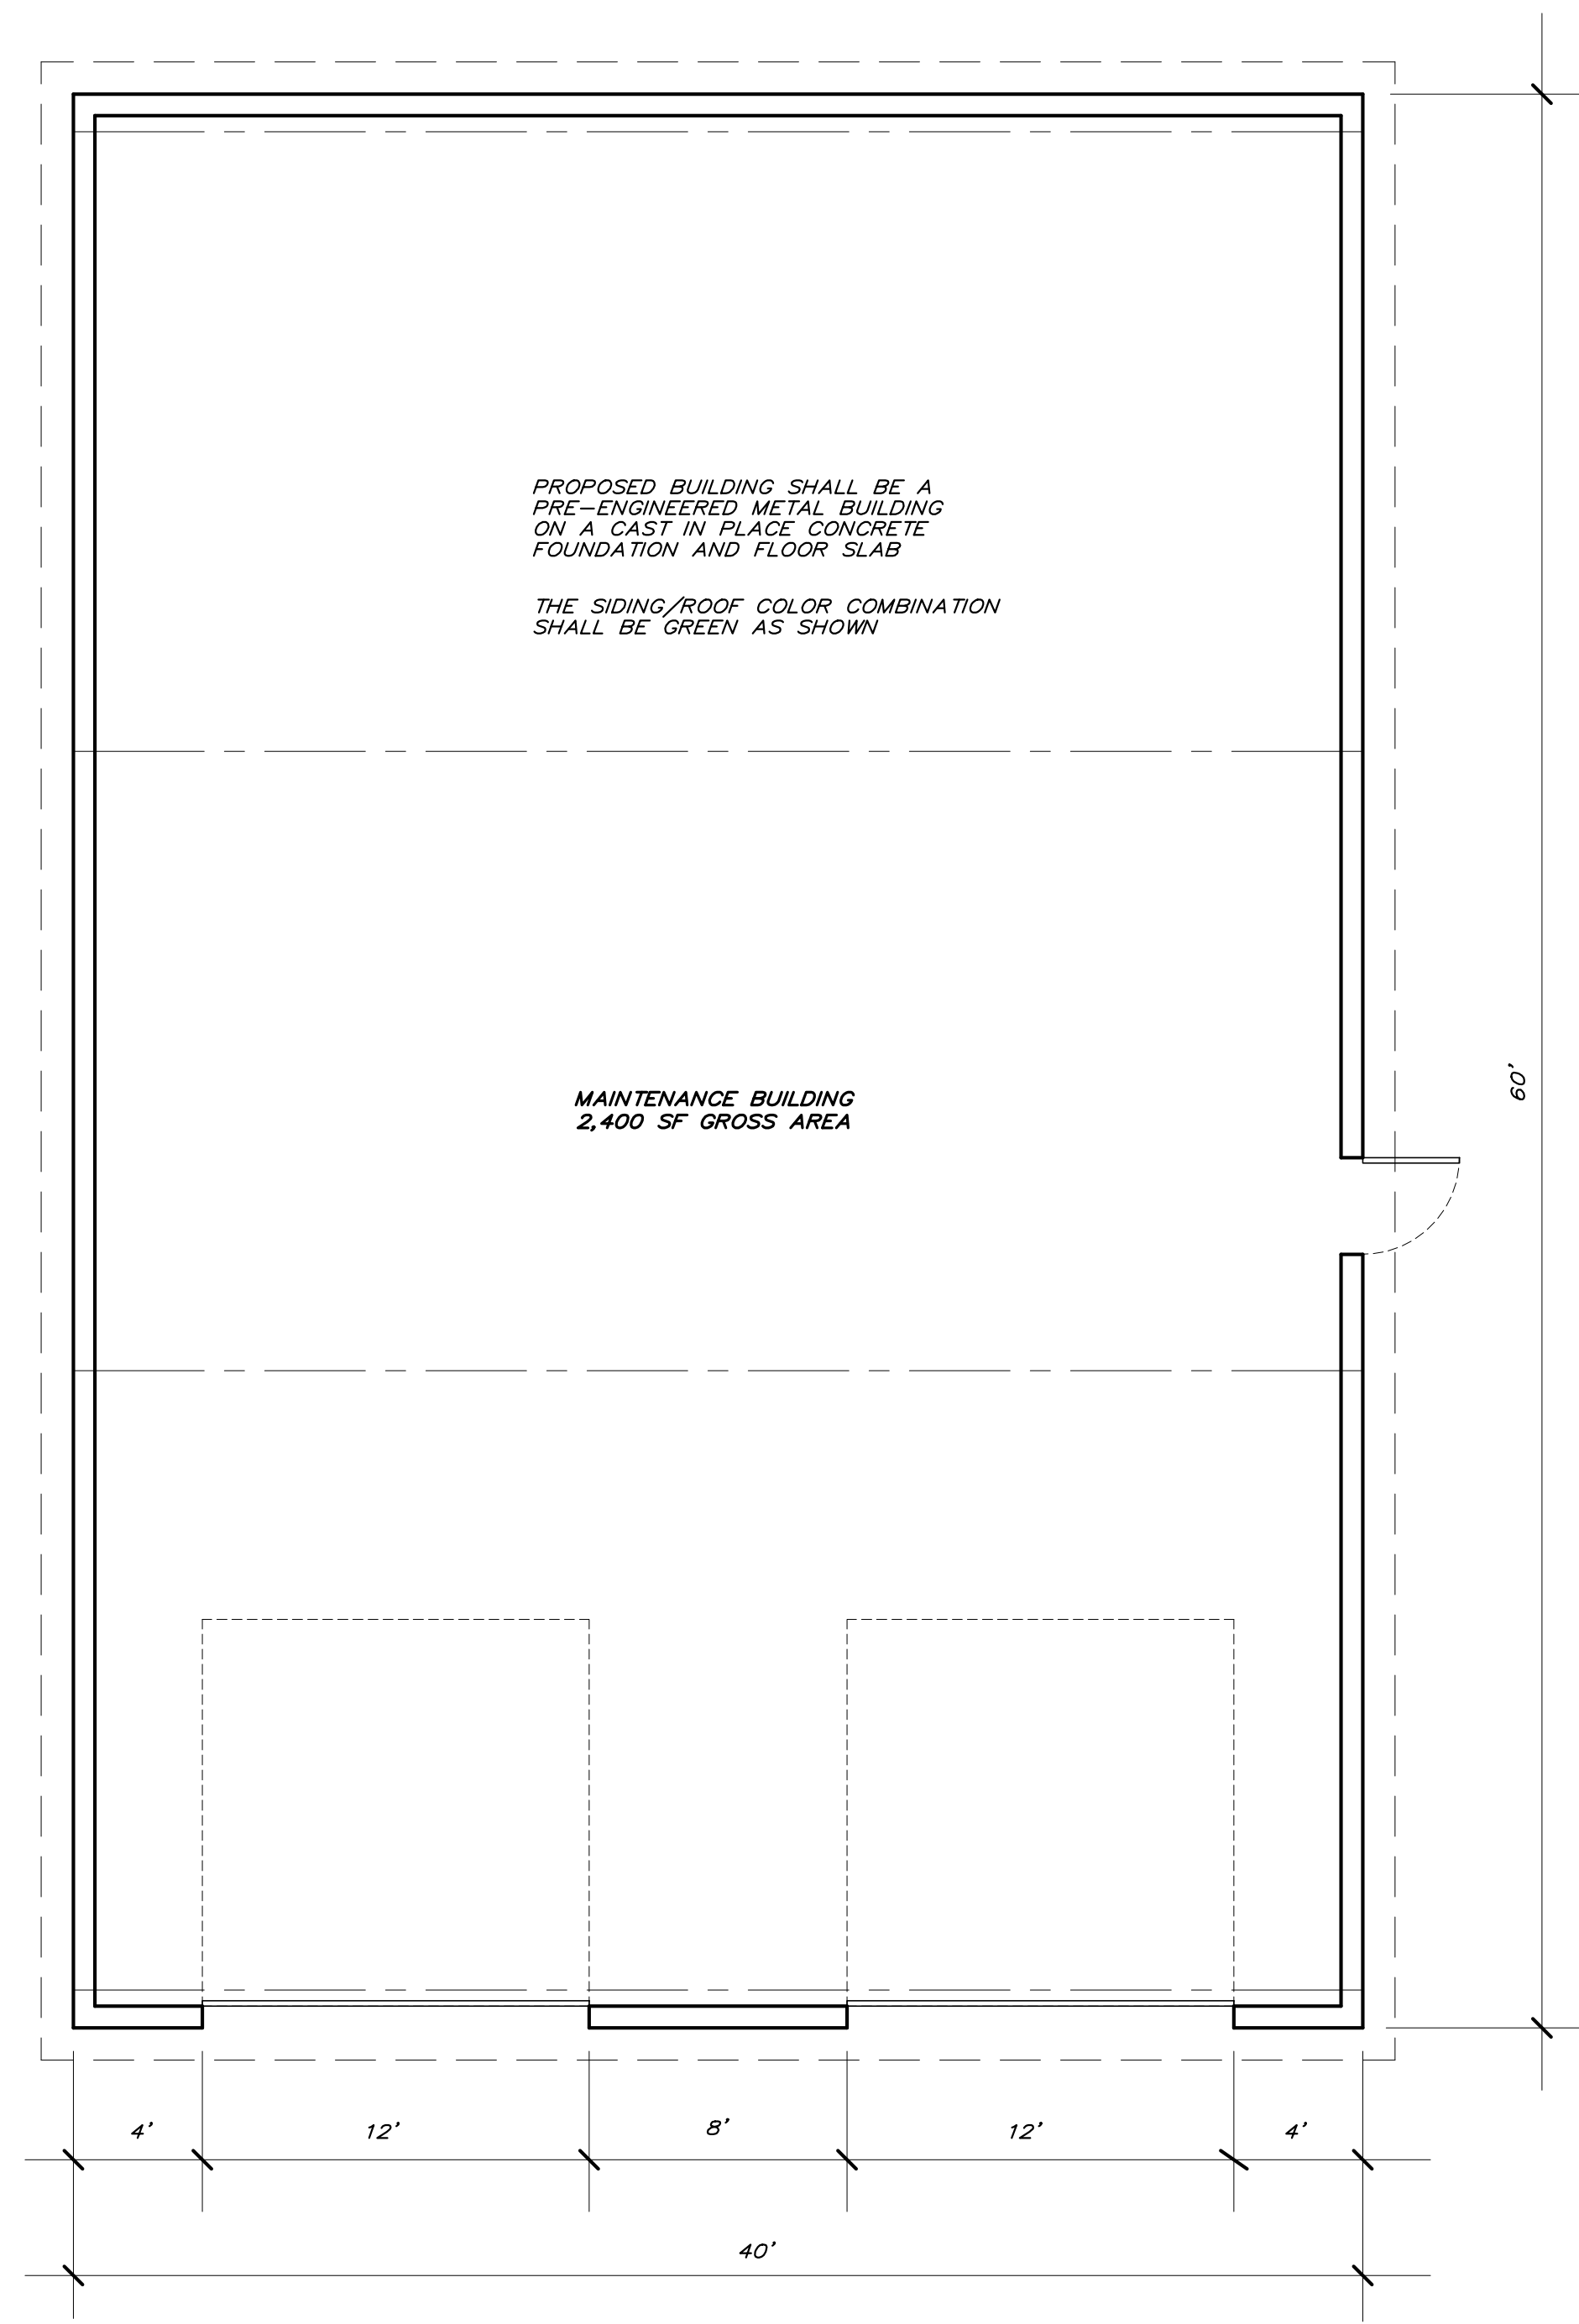 PROPOSED BUILDING SHALL BE A
PRE-ENGINEERED METAL BUILDING
ON A CAST IN PLACE CONCRETE
FOUNDATION AND FLOOR SLAB
THE SIDING/ROOF COLOR COMBINATION
SHALL BE GREEN AS SHOWN
60'
MAINTENANCE BUILDING
2,400 SF GROSS AREA
4'
12'
8'
12'
4'
40'